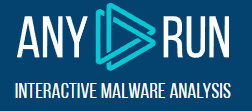 ANY RUN
INTERACTIVE MALWARE ANALYSIS